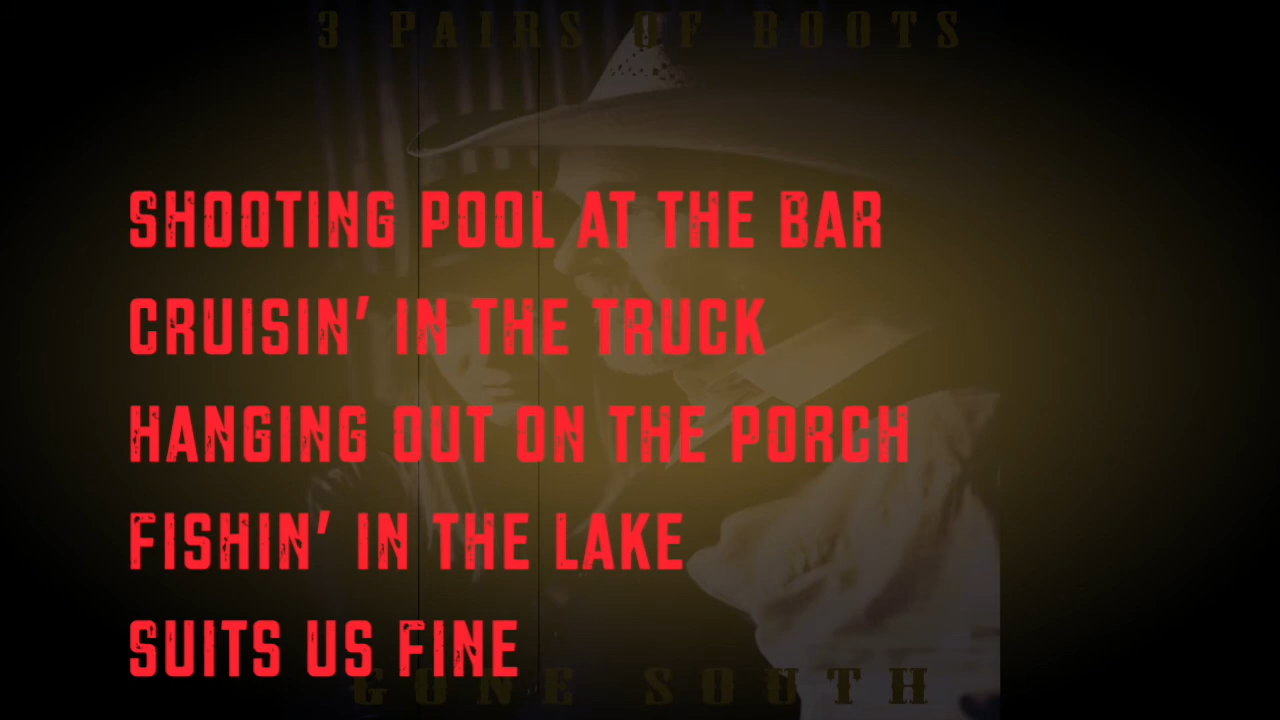 3 PAIRS OF BOOTS
SHOOTING POOL AT THE BAR
CRUISIN’ IN THE TRUCK
HANGING OUT ON THE PORCH
FISHIN’ IN THE LAKE
SUITS US FINE
GONE SOUTH